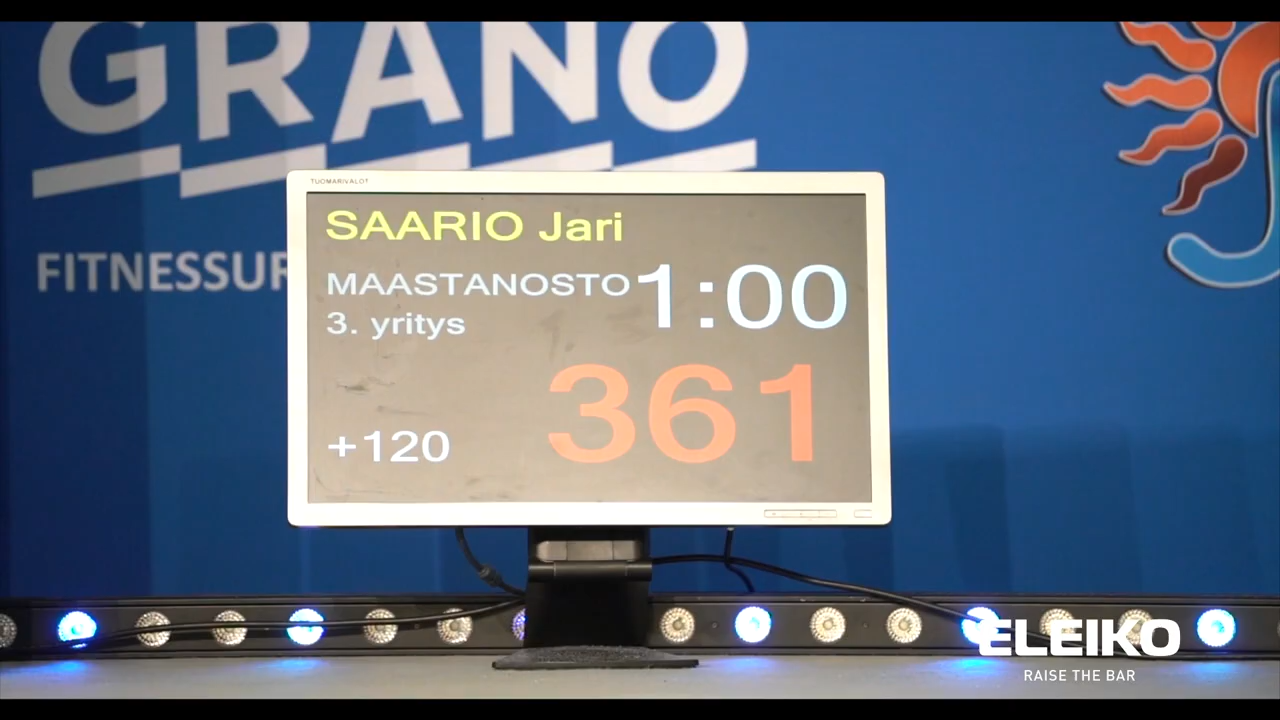 GRANO
FITNESSUR
TUOMARIVALOT
SAARIO Jari
MAASTANOSTO
1:00
3. yritys
361
+120
ELEIKO
RAISE THE BAR